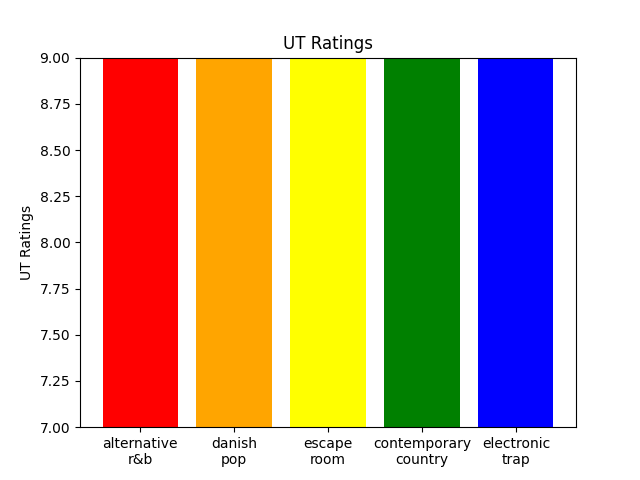 UT Ratings
UT Ratings
9.00
8.75
8.50
8.25
8.00
7.75
7.50
7.25
7.00
alternative
r&b
danish
pop
escape
room
contemporary
country
electronic
trap